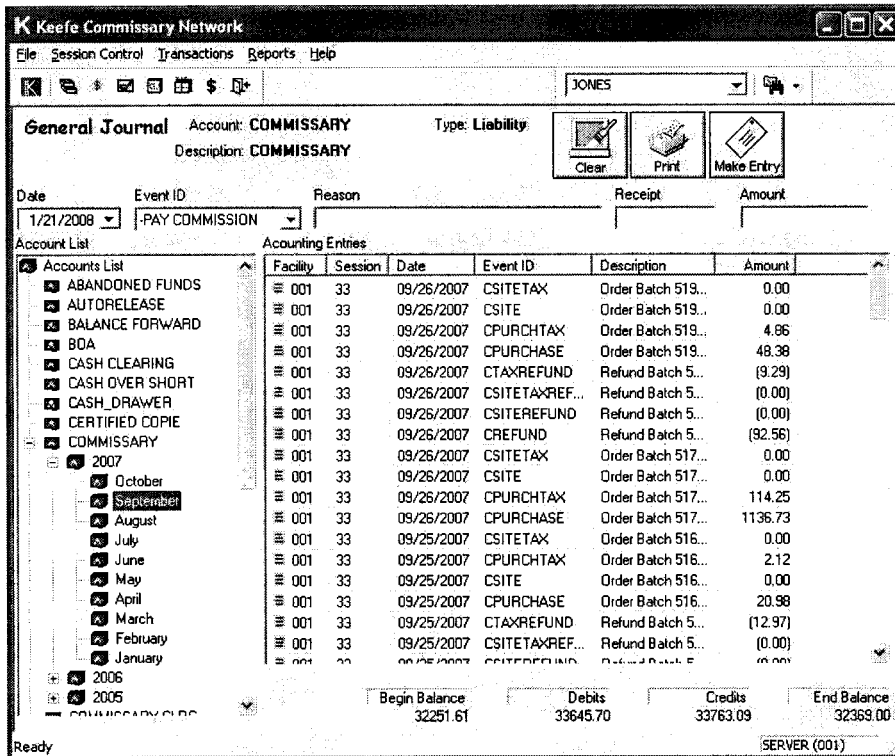 Keefe Commissary Network
File Session Control Transactions Reports Help
JONES
General Journal Account: COMMISSARY Type: Liability
Description: COMMISSARY
Clear Print Make Entry
Date Event ID Reason Receipt Amount
1/21/2008 -PAY COMMISSION
Account List Acounting Entries
Accounts List
ABANDONED FUNDS
AUTORELEASE
BALANCE FORWARD
BOA
CASH CLEARING
CASH OVER SHORT
CASH_DRAWER
CERTIFIED COPIE
COMMISSARY
2007
October
September
August
July
June
May
April
March
February
January
2006
2005
COMMISSARY CLRG
Facility Session Date Event ID Description Amount
001 33 09/26/2007 CSITETAX Order Batch 519... 0.00
001 33 09/26/2007 CSITE Order Batch 519... 0.00
001 33 09/26/2007 CPURCHTAX Order Batch 519... 4.86
001 33 09/26/2007 CPURCHASE Order Batch 519... 48.38
001 33 09/26/2007 CTAXREFUND Refund Batch 5... (9.29)
001 33 09/26/2007 CSITETAXREF... Refund Batch 5... (0.00)
001 33 09/26/2007 CSITEREFUND Refund Batch 5... (0.00)
001 33 09/26/2007 CREFUND Refund Batch 5... (92.56)
001 33 09/26/2007 CSITETAX Order Batch 517... 0.00
001 33 09/26/2007 CSITE Order Batch 517... 0.00
001 33 09/26/2007 CPURCHTAX Order Batch 517... 114.25
001 33 09/26/2007 CPURCHASE Order Batch 517... 1136.73
001 33 09/25/2007 CSITETAX Order Batch 516... 0.00
001 33 09/25/2007 CPURCHTAX Order Batch 516... 2.12
001 33 09/25/2007 CSITE Order Batch 516... 0.00
001 33 09/25/2007 CPURCHASE Order Batch 516... 20.98
001 33 09/25/2007 CTAXREFUND Refund Batch 5... (12.97)
001 33 09/25/2007 CSITETAXREF... Refund Batch 5... (0.00)
001 33 09/25/2007 CSITEREFUND Refund Batch 5... (0.00)
Begin Balance Debits Credits End Balance
32251.61 33645.70 33763.09 32369.00
Ready SERVER (001)